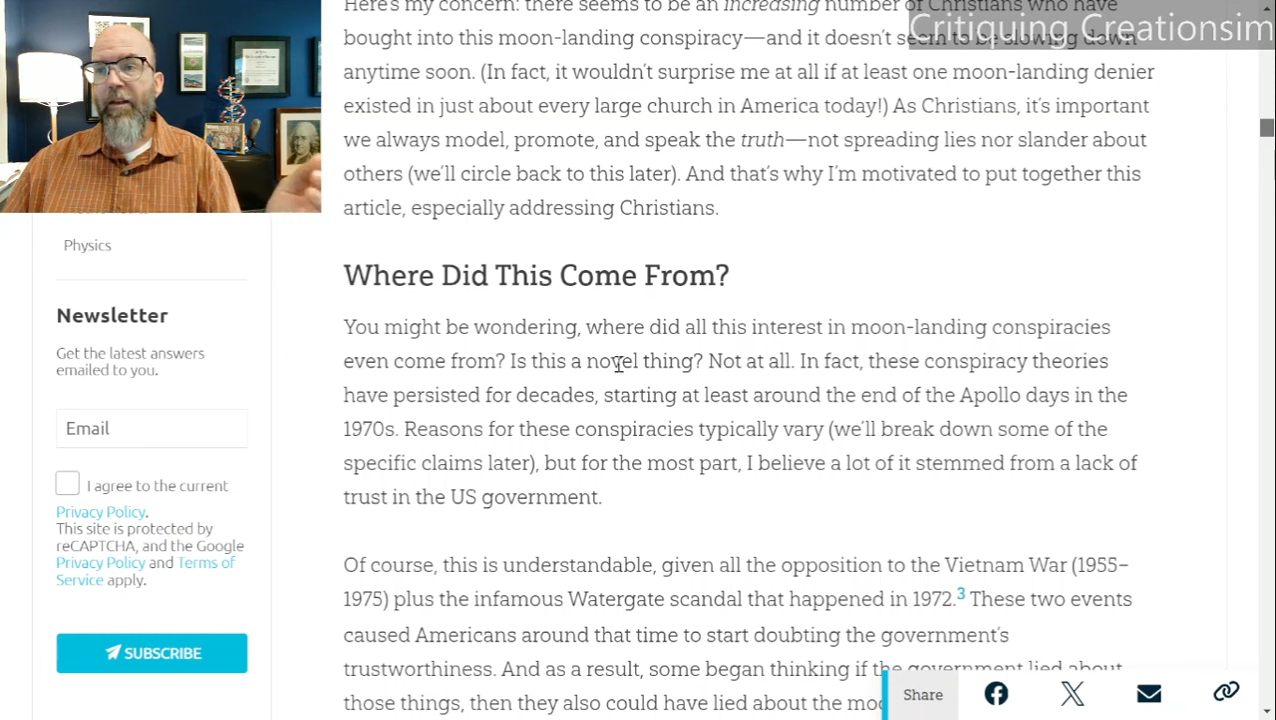 Here's my concern: there seems to be an increasing number of Christians who have
Critiquing Creationsim
bought into this moon-landing conspiracy—and it doesn't seem to be slowing down
anytime soon. (In fact, it wouldn't surprise me at all if at least one moon-landing denier
existed in just about every large church in America today!) As Christians, it's important
we always model, promote, and speak the truth—not spreading lies nor slander about
others (we'll circle back to this later). And that's why I'm motivated to put together this
article, especially addressing Christians.
Physics
Newsletter
Get the latest answers
emailed to you.
Email
I agree to the current
Privacy Policy.
This site is protected by
reCAPTCHA, and the Google
Privacy Policy and Terms of
Service apply.
SUBSCRIBE
Where Did This Come From?
You might be wondering, where did all this interest in moon-landing conspiracies
even come from? Is this a novel thing? Not at all. In fact, these conspiracy theories
have persisted for decades, starting at least around the end of the Apollo days in the
1970s. Reasons for these conspiracies typically vary (we'll break down some of the
specific claims later), but for the most part, I believe a lot of it stemmed from a lack of
trust in the US government.
Of course, this is understandable, given all the opposition to the Vietnam War (1955–
1975) plus the infamous Watergate scandal that happened in 1972.3 These two events
caused Americans around that time to start doubting the government's
trustworthiness. And as a result, some began thinking if the government lied about
those things, then they also could have lied about the moo
Share